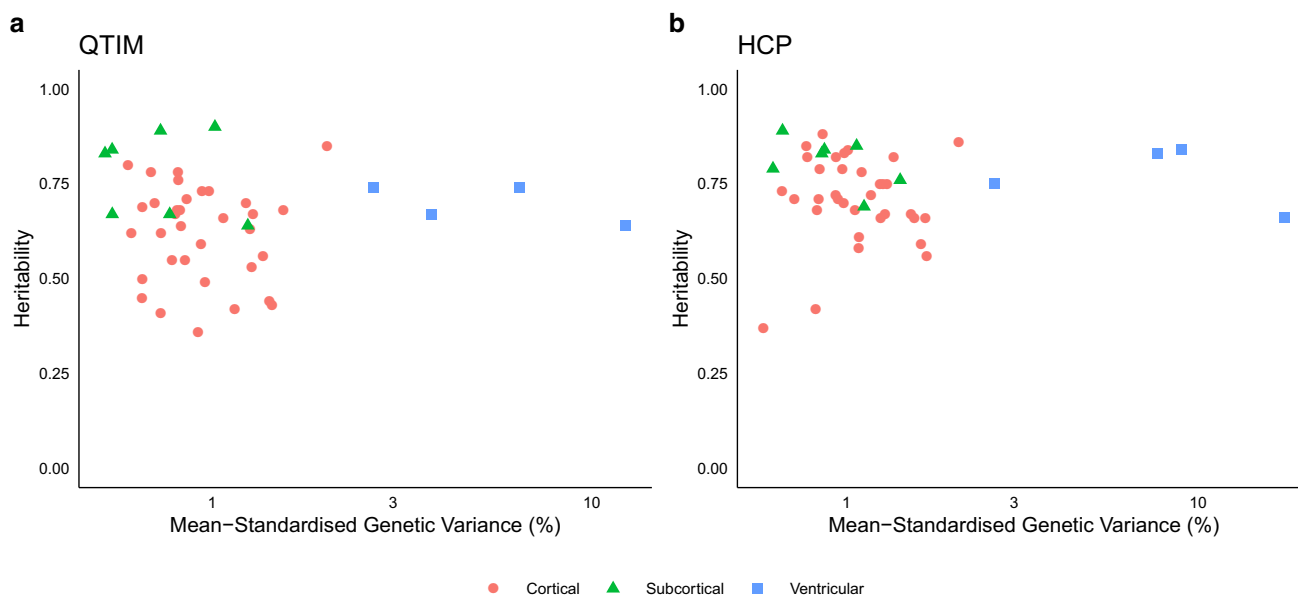 a
QTIM
1.00
0.75
0.50
0.25
0.00
Heritability
1 3 10
Mean−Standardised Genetic Variance (%)
b
HCP
1.00
0.75
0.50
0.25
0.00
Heritability
1 3 10
Mean−Standardised Genetic Variance (%)
Cortical Subcortical Ventricular